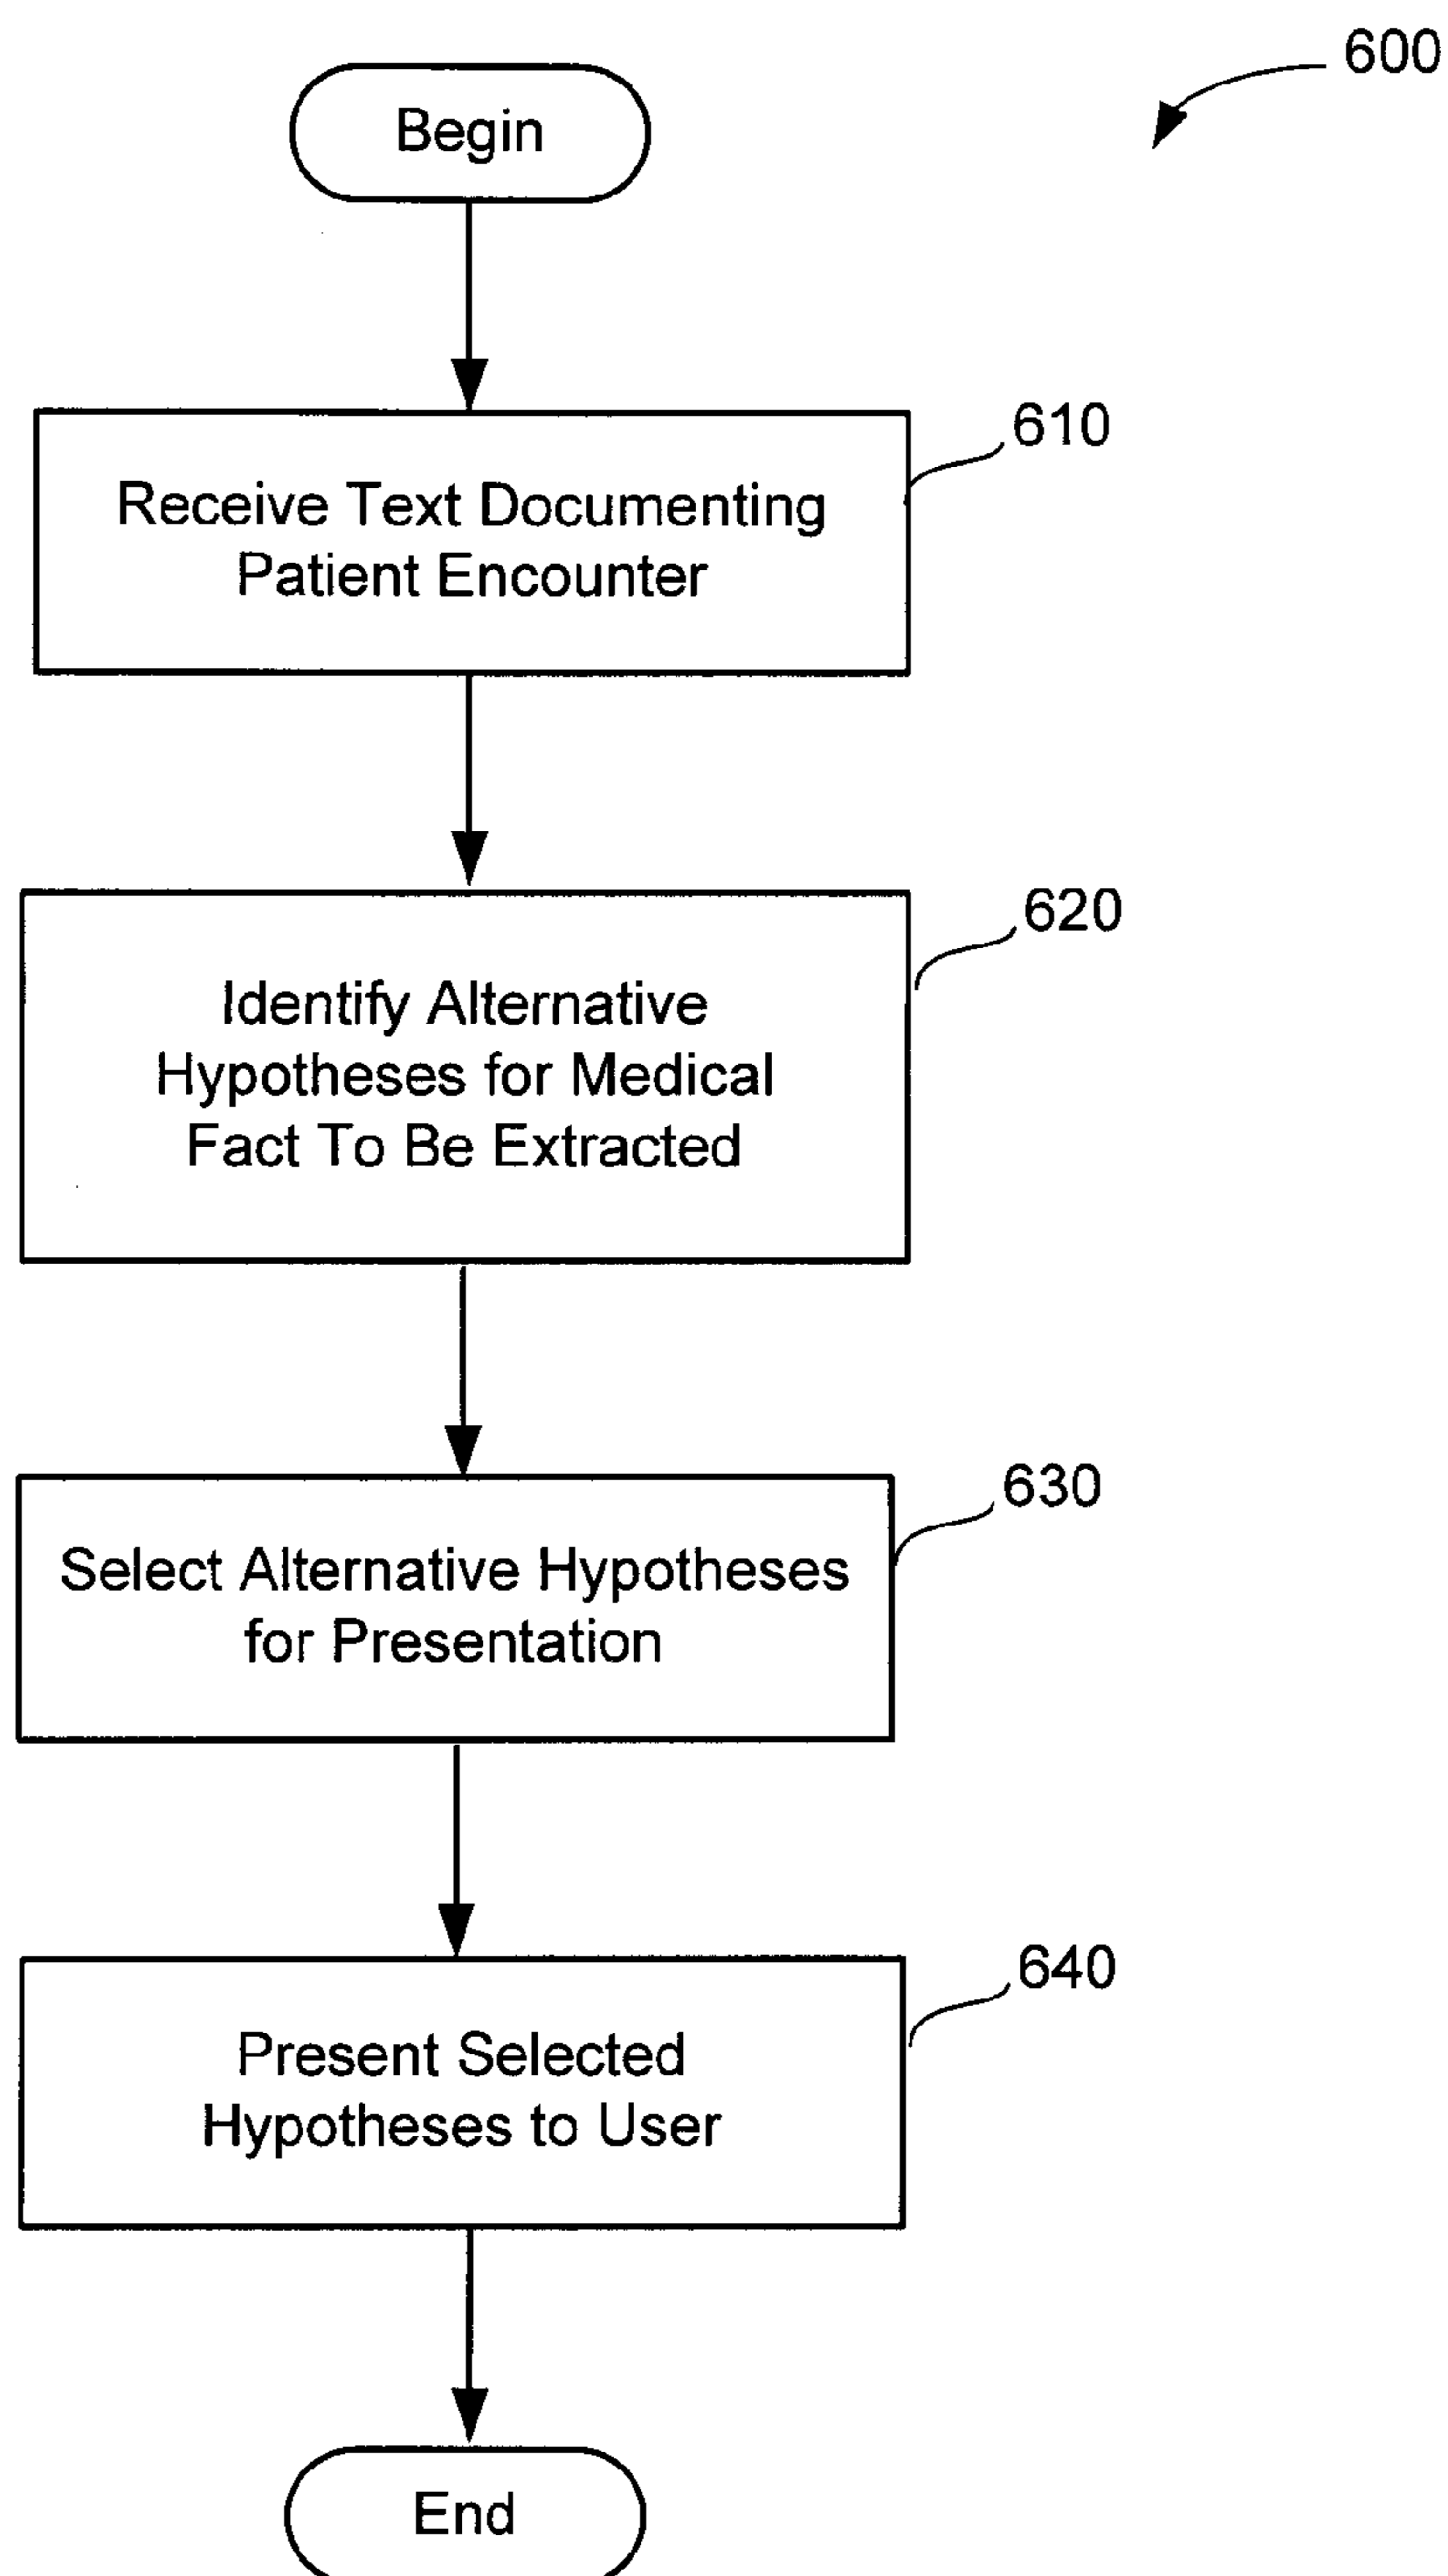 600
Begin
610
Receive Text Documenting
Patient Encounter
620
Identify Alternative
Hypotheses for Medical
Fact To Be Extracted
630
Select Alternative Hypotheses
for Presentation
640
Present Selected
Hypotheses to User
End